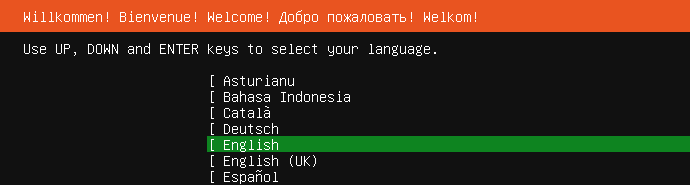 Willkommen! Bienvenue! Welcome! Добро пожаловать! Welkom!
Use UP, DOWN and ENTER keys to select your language.
[ Asturianu
[ Bahasa Indonesia
[ Català
[ Deutsch
[ English
[ English (UK)
[ Español